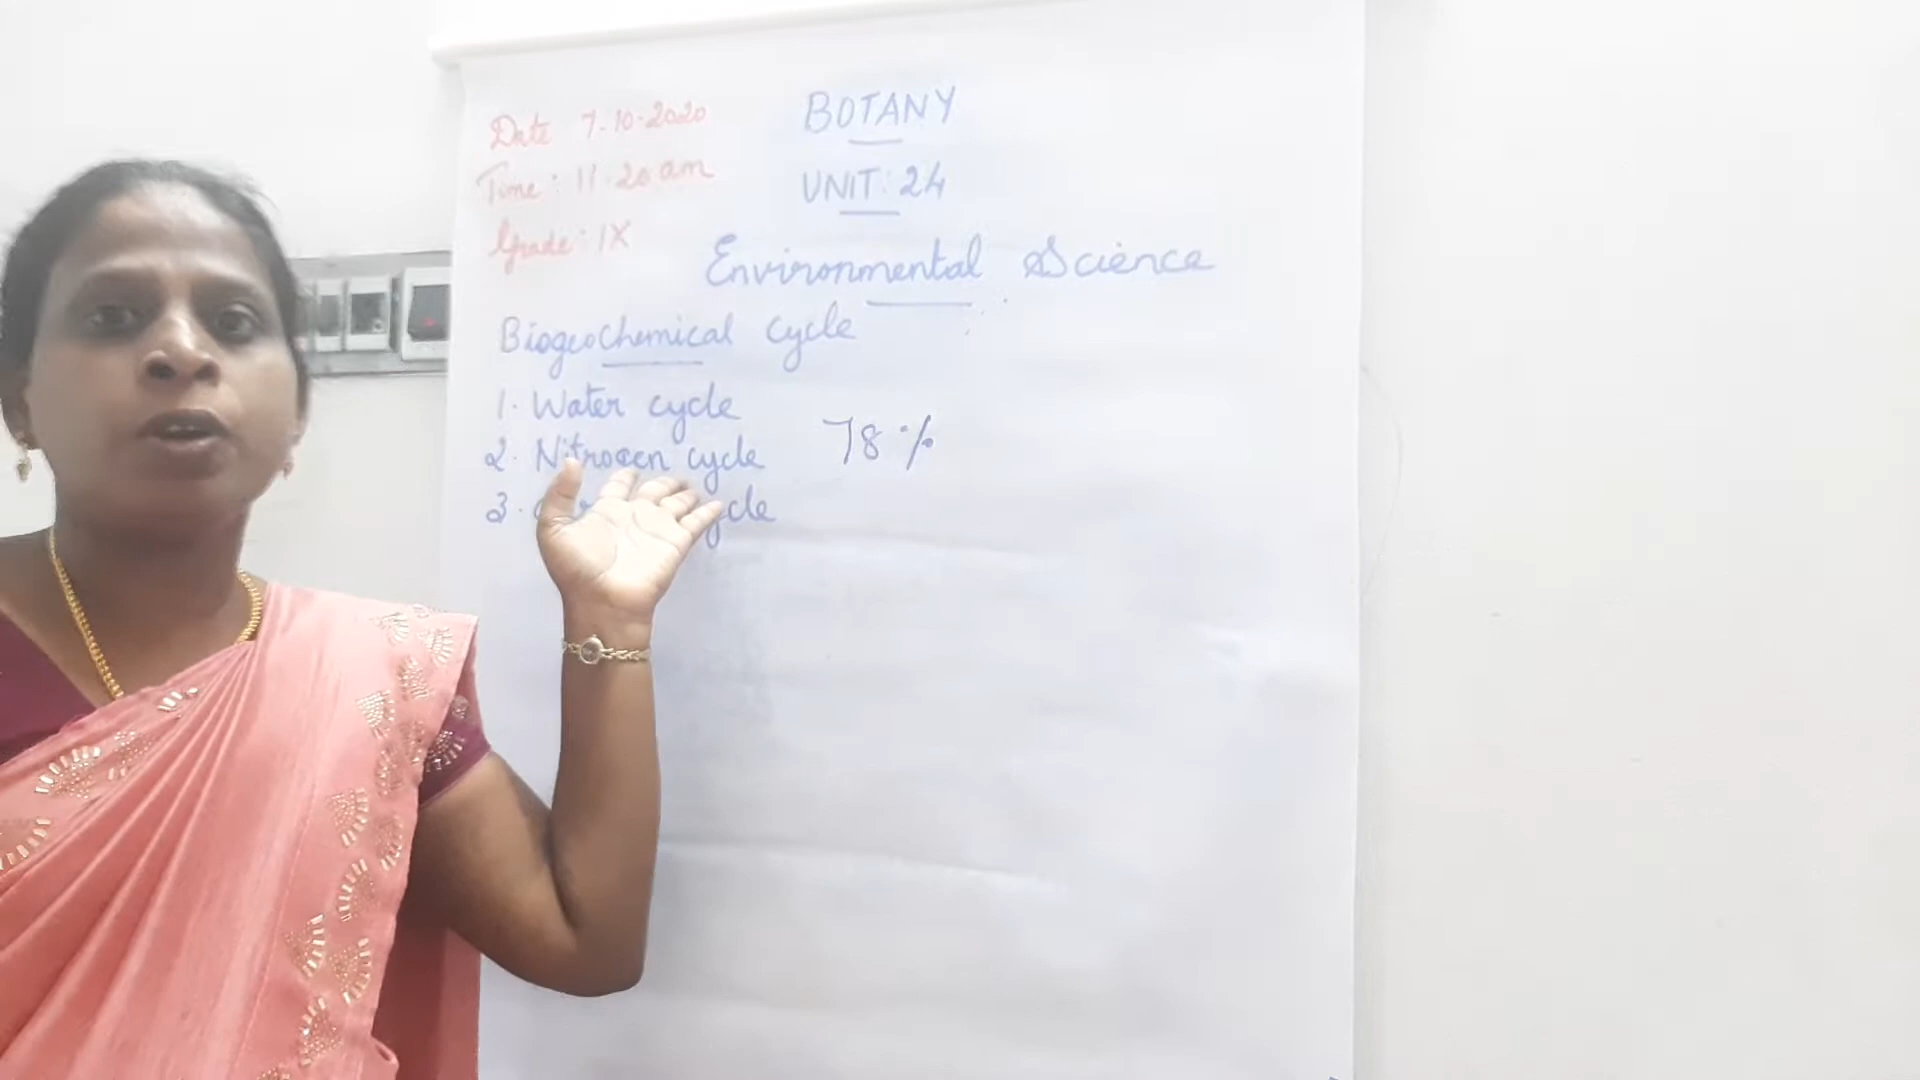 Date 7-10-2020
Time: 11.20 am
Grade: IX
BOTANY
UNIT: 24
Environmental Science
Biogeochemical cycle
1. Water cycle
2. Nitrogen cycle 78%
3. cycle